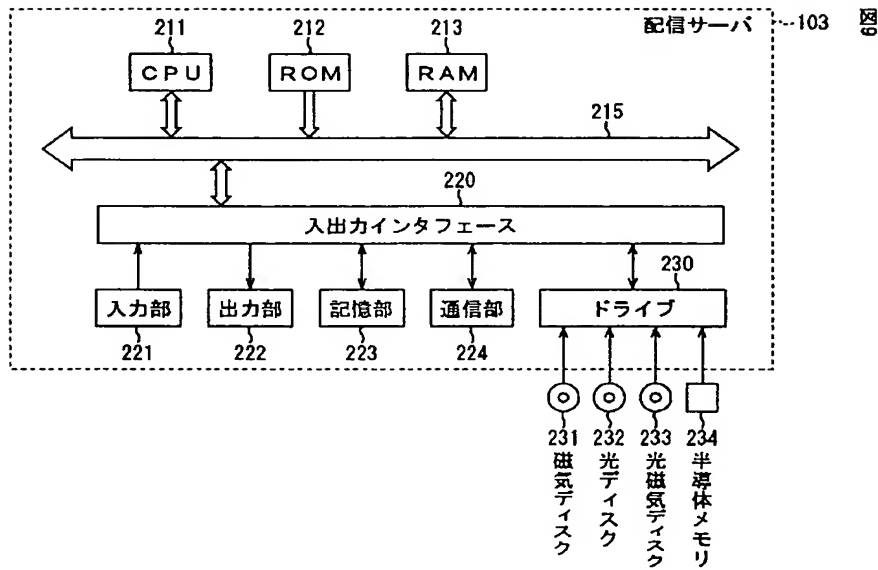 図9
配信サーバ
103
211
212
213
CPU
ROM
RAM
215
220
入出力インタフェース
230
入力部
出力部
記憶部
通信部
ドライブ
221
222
223
224
231
232
233
234
磁気ディスク
光ディスク
光磁気ディスク
半導体メモリ